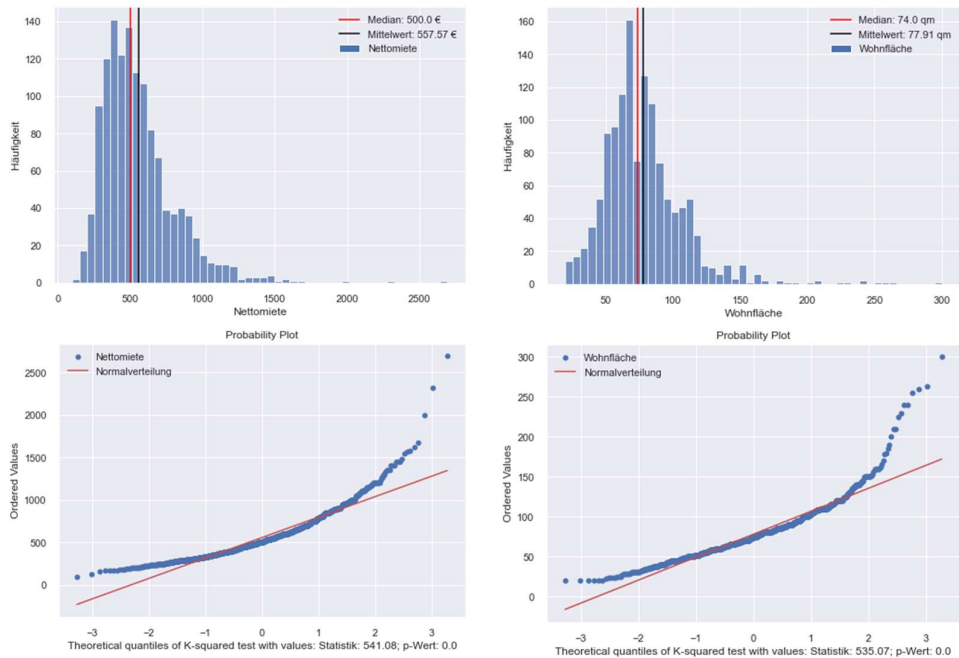 Median: 500.0 €
Mittelwert: 557.57 €
Nettomiete
Häufigkeit
140
120
100
80
60
40
20
0
0 500 1000 1500 2000 2500
Nettomiete
Median: 74.0 qm
Mittelwert: 77.91 qm
Wohnfläche
Häufigkeit
160
140
120
100
80
60
40
20
0
50 100 150 200 250 300
Wohnfläche
Probability Plot
Nettomiete
Normalverteilung
Ordered Values
2500
2000
1500
1000
500
0
−3 −2 −1 0 1 2 3
Theoretical quantiles of K-squared test with values: Statistik: 541.08; p-Wert: 0.0
Probability Plot
Wohnfläche
Normalverteilung
Ordered Values
300
250
200
150
100
50
0
−3 −2 −1 0 1 2 3
Theoretical quantiles of K-squared test with values: Statistik: 535.07; p-Wert: 0.0